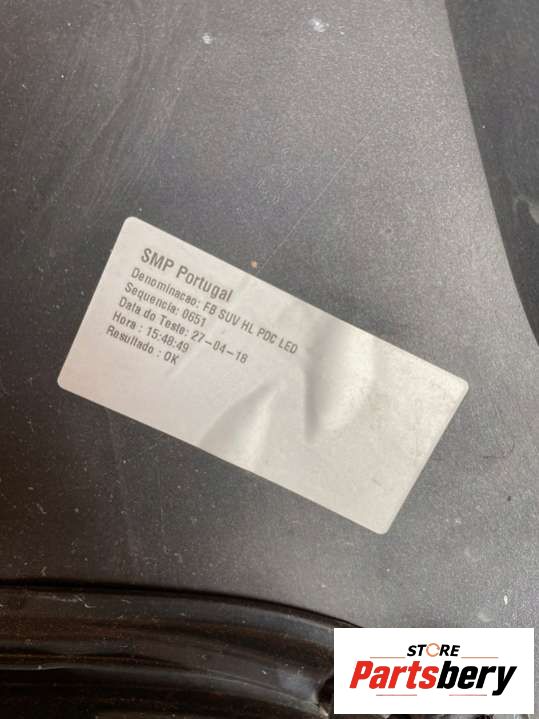 SMP Portugal
Denominacao: FB SUV HL PDC LED
Sequencia: 0651
Data do Teste: 27-04-18
Hora : 15:48:49
Resultado : OK
STORE
Partsbery